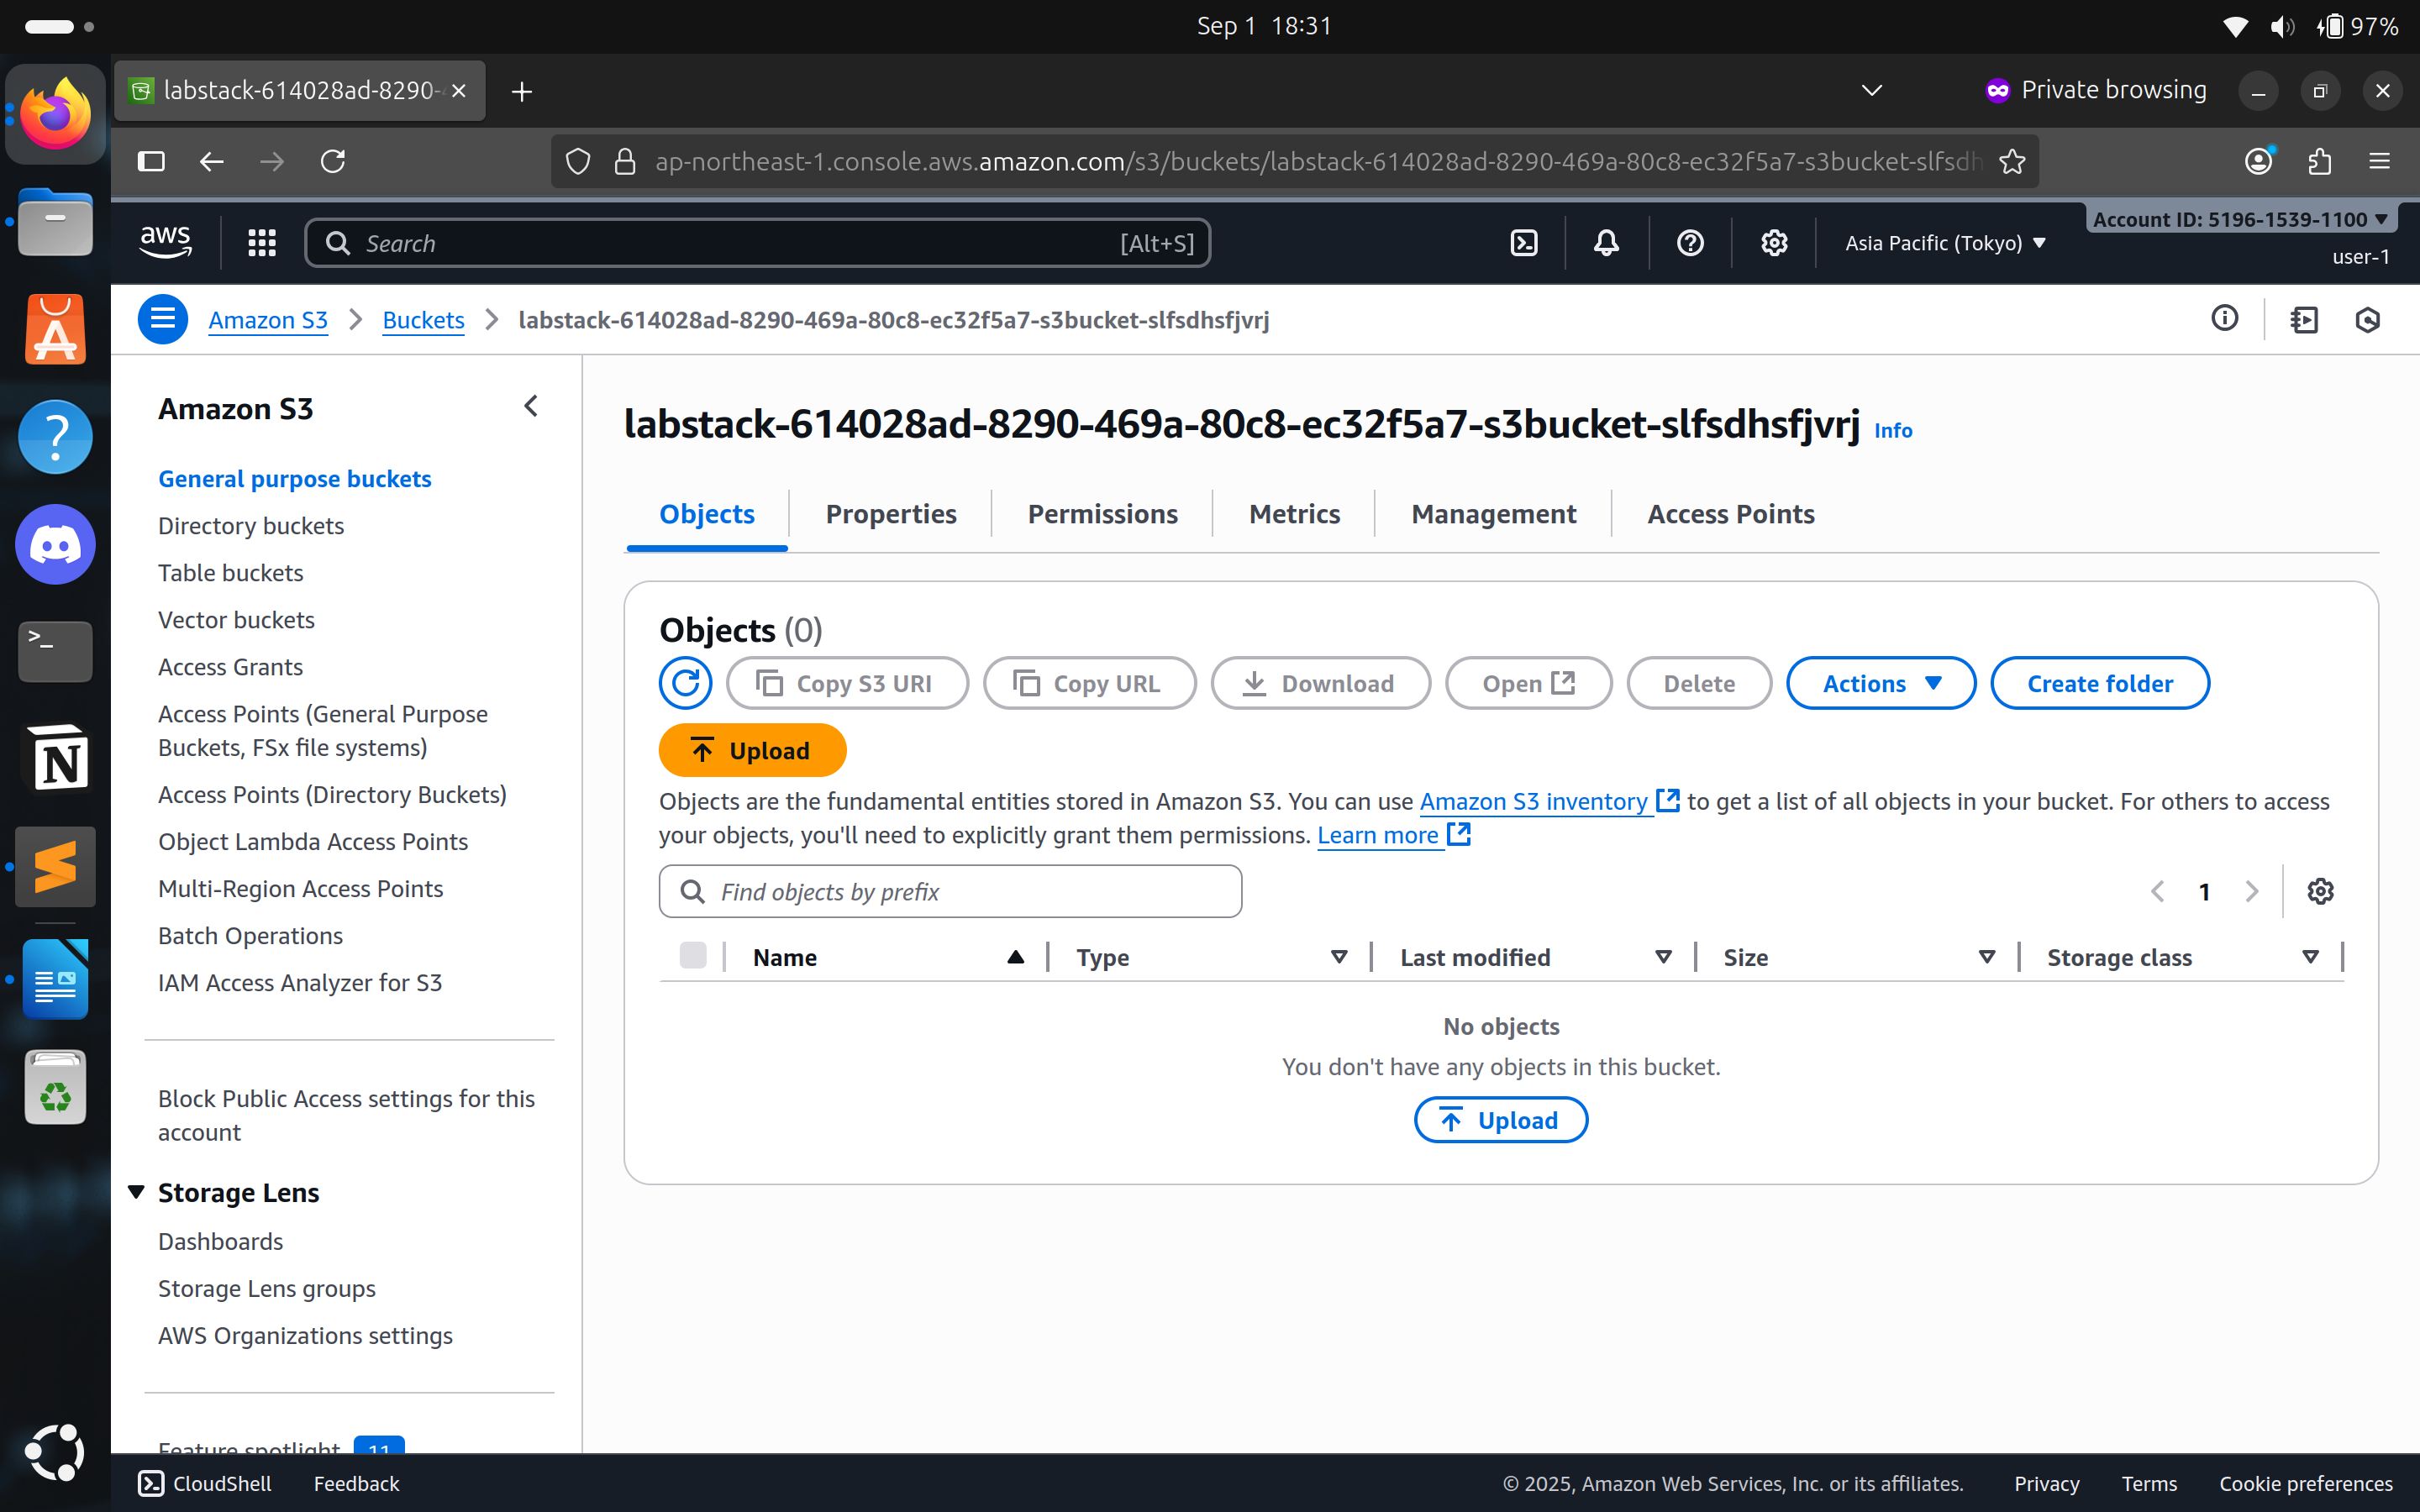 Sep 1 18:31
97%
labstack-614028ad-8290-
Private browsing
ap-northeast-1.console.aws.amazon.com/s3/buckets/labstack-614028ad-8290-469a-80c8-ec32f5a7-s3bucket-slfsdh
aws
Search
[Alt+S]
Asia Pacific (Tokyo)
Account ID: 5196-1539-1100
user-1
Amazon S3
Buckets
labstack-614028ad-8290-469a-80c8-ec32f5a7-s3bucket-slfsdhsfjvrj
Amazon S3
General purpose buckets
Directory buckets
Table buckets
Vector buckets
Access Grants
Access Points (General Purpose
Buckets, FSx file systems)
Access Points (Directory Buckets)
Object Lambda Access Points
Multi-Region Access Points
Batch Operations
IAM Access Analyzer for S3
Block Public Access settings for this
account
Storage Lens
Dashboards
Storage Lens groups
AWS Organizations settings
Feature spotlight 11
labstack-614028ad-8290-469a-80c8-ec32f5a7-s3bucket-slfsdhsfjvrj Info
Objects
Properties
Permissions
Metrics
Management
Access Points
Objects (0)
Copy S3 URI
Copy URL
Download
Open
Delete
Actions
Create folder
Upload
Objects are the fundamental entities stored in Amazon S3. You can use Amazon S3 inventory to get a list of all objects in your bucket. For others to access
your objects, you'll need to explicitly grant them permissions. Learn more
Find objects by prefix
1
Name
Type
Last modified
Size
Storage class
No objects
You don't have any objects in this bucket.
Upload
CloudShell
Feedback
© 2025, Amazon Web Services, Inc. or its affiliates.
Privacy
Terms
Cookie preferences